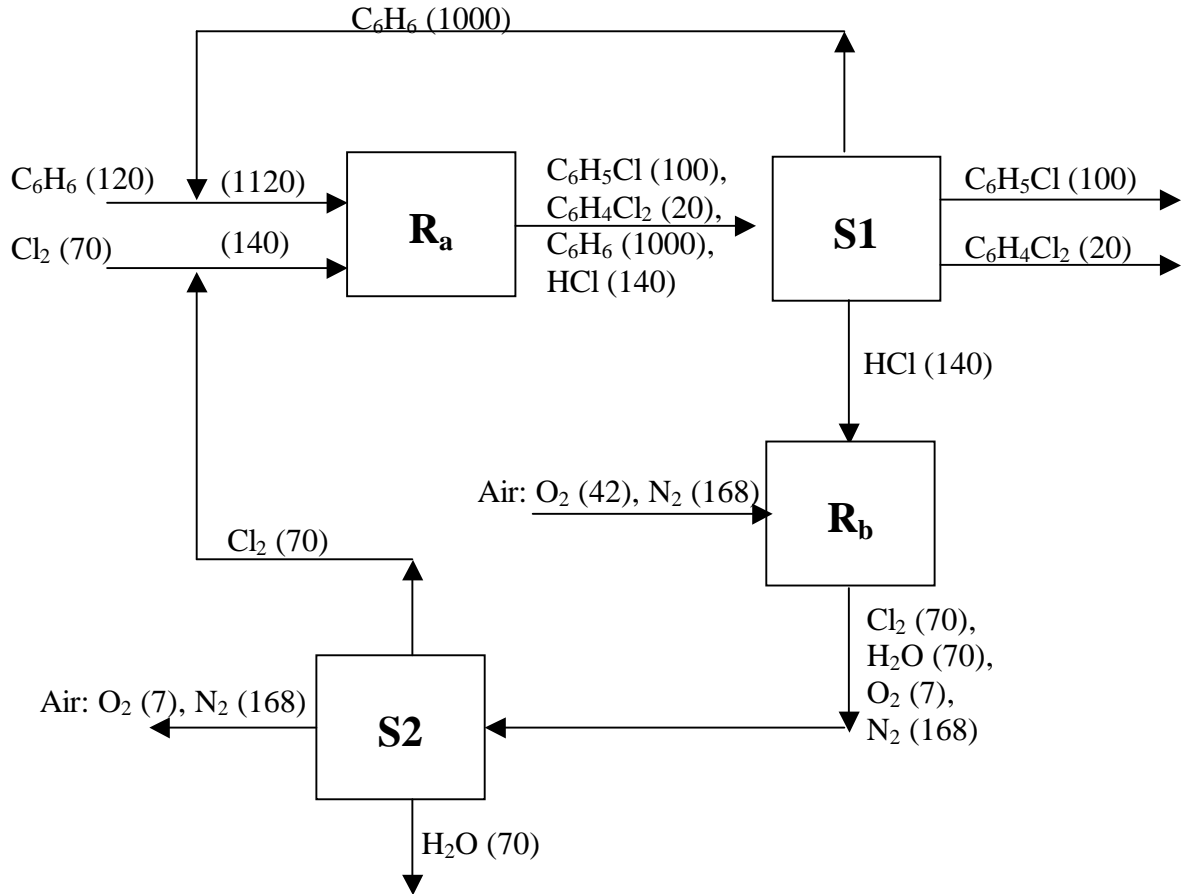 C₆H₆ (1000)
C₆H₆ (120)
(1120)
Cl₂ (70)
(140)
Rₐ
C₆H₅Cl (100),
C₆H₄Cl₂ (20),
C₆H₆ (1000),
HCl (140)
S1
C₆H₅Cl (100)
C₆H₄Cl₂ (20)
HCl (140)
Air: O₂ (42), N₂ (168)
R_b
Cl₂ (70)
Cl₂ (70),
H₂O (70),
O₂ (7),
N₂ (168)
Air: O₂ (7), N₂ (168)
S2
H₂O (70)